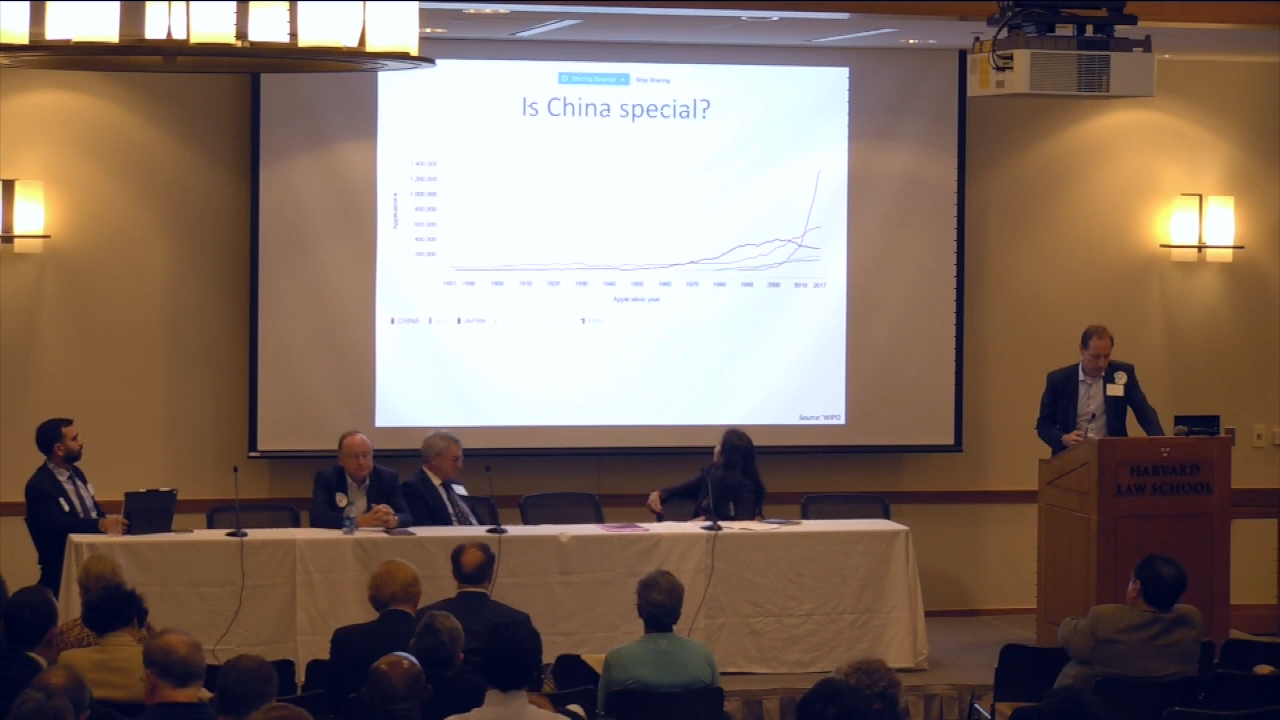 Sharing Desktop
Stop Sharing
Is China special?
1,400,000
1,200,000
1,000,000
800,000
600,000
400,000
200,000
Applications
1883 1890 1900 1910 1920 1930 1940 1950 1960 1970 1980 1990 2000 2010 2017
Application year
CHINA
JAPAN
Source: WIPO
HARVARD
LAW SCHOOL